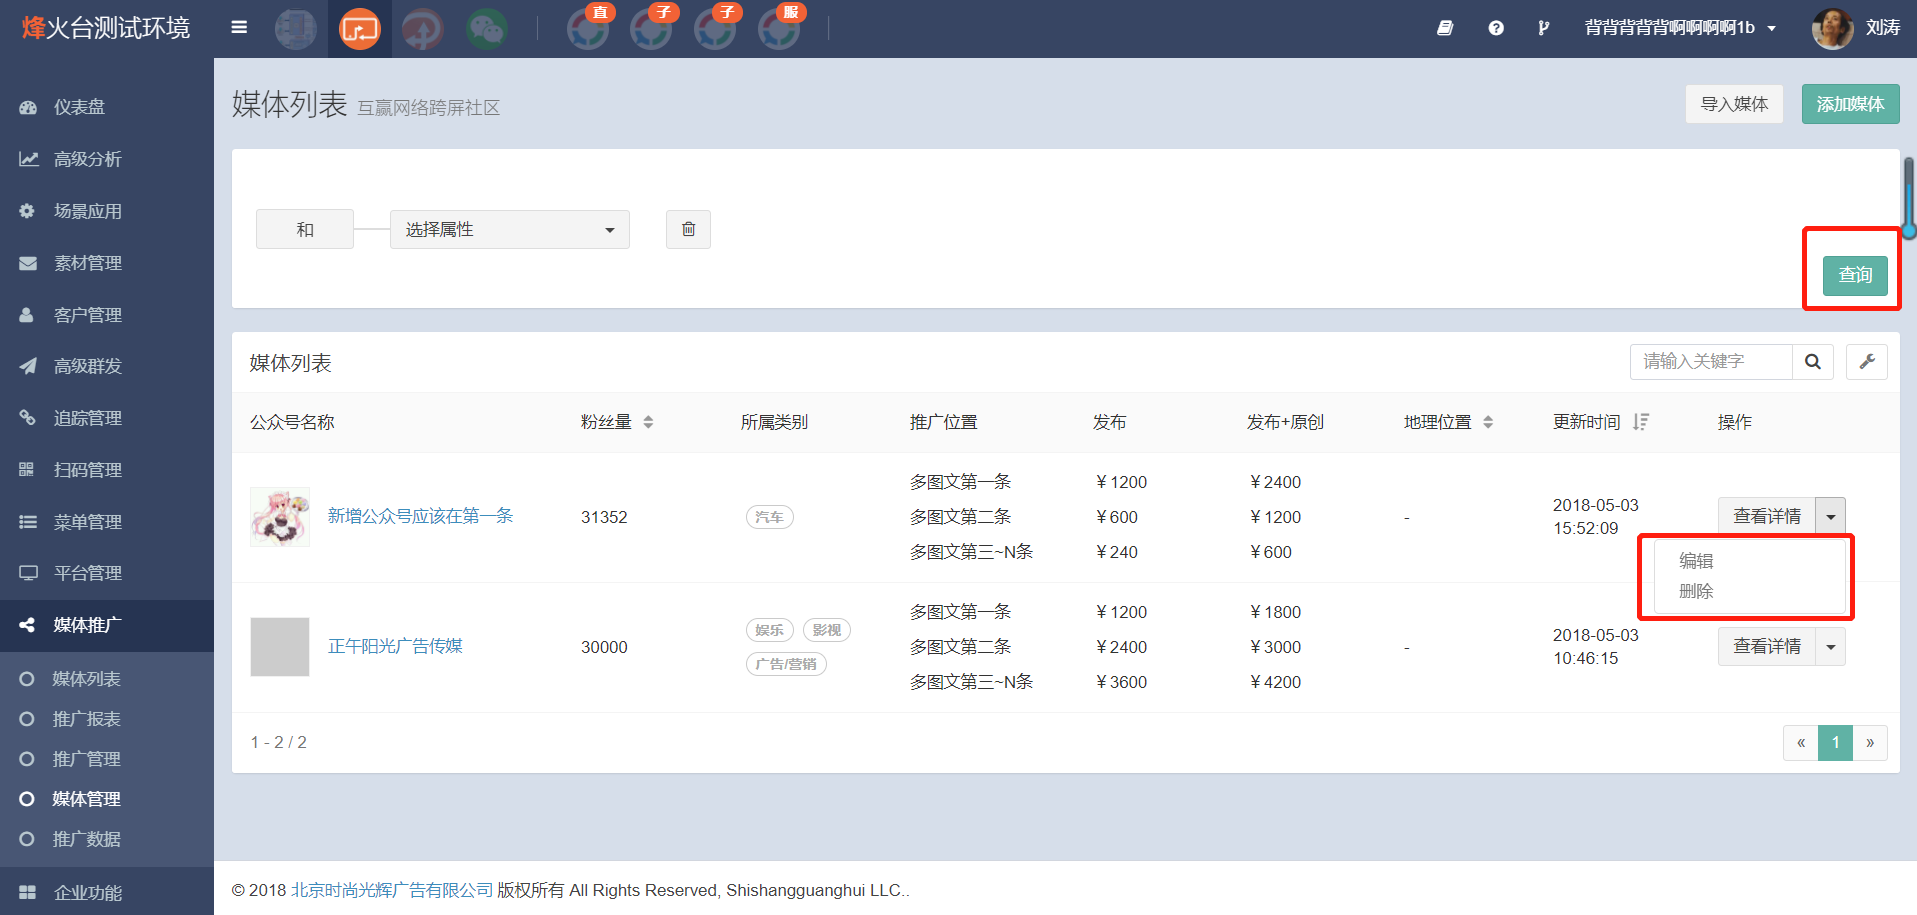 烽火台测试环境
直
子
子
服
背背背背背啊啊啊啊1b
刘涛
仪表盘
高级分析
场景应用
素材管理
客户管理
高级群发
追踪管理
扫码管理
菜单管理
平台管理
媒体推广
媒体列表
推广报表
推广管理
媒体管理
推广数据
企业功能
媒体列表 互赢网络跨屏社区
导入媒体
添加媒体
和
选择属性
查询
媒体列表
请输入关键字
公众号名称 粉丝量 所属类别 推广位置 发布 发布+原创 地理位置 更新时间 操作
新增公众号应该在第一条
31352
汽车
多图文第一条 ￥1200 ￥2400
多图文第二条 ￥600 ￥1200
多图文第三~N条 ￥240 ￥600
-
2018-05-03
15:52:09
查看详情
编辑
删除
正午阳光广告传媒
30000
娱乐 影视
广告/营销
多图文第一条 ￥1200 ￥1800
多图文第二条 ￥2400 ￥3000
多图文第三~N条 ￥3600 ￥4200
-
2018-05-03
10:46:15
查看详情
1 - 2 / 2
« 1 »
© 2018 北京时尚光辉广告有限公司 版权所有 All Rights Reserved, Shishangguanghui LLC..